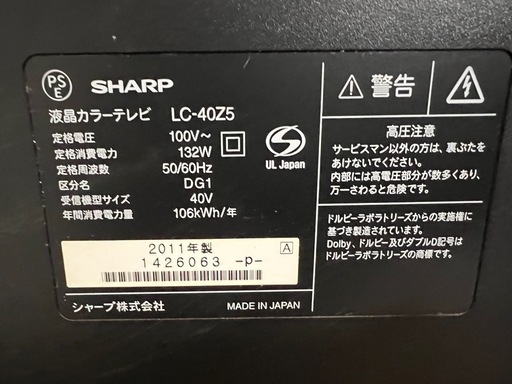 PS
E
SHARP
液晶カラーテレビ LC-40Z5
定格電圧 100V~
定格消費電力 132W
定格周波数 50/60Hz
区分名 DG1
受信機型サイズ 40V
年間消費電力量 106kWh/年
S
UL Japan
2011年製 A
1426063 -p-
シャープ株式会社 MADE IN JAPAN
警告
高圧注意
サービスマン以外の方は、裏ぶたを
あけないでください。
内部には高電圧部分が数多くあり、
万一さわると危険です。
ドルビーラボラトリーズからの実施権に
基づき製造されています。
Dolby、ドルビー及びダブルD記号は
ドルビーラボラトリーズの商標です。